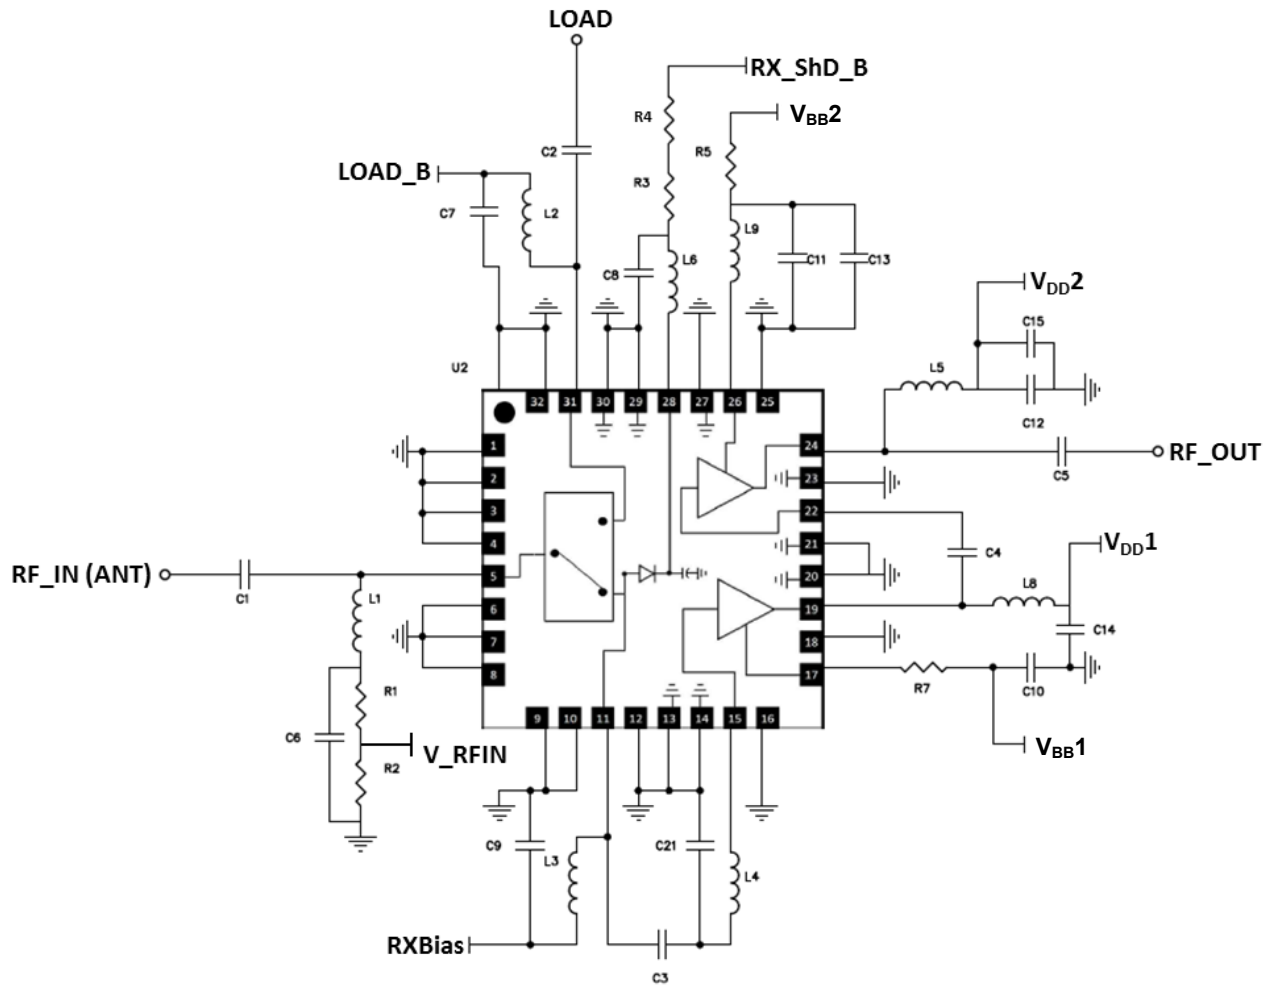 LOAD
RX_ShD_B
R4
VBB2
C2
R5
LOAD_B
R3
C7
L2
L9
L6
C11
C13
C8
VDD2
C15
U2
L5
C12
32
31
30
29
28
27
26
25
1
24
RF_OUT
C5
2
23
3
22
4
21
VDD1
C4
RF_IN (ANT)
5
20
L8
C1
L1
6
19
C14
7
18
8
17
R7
C10
R1
9
10
11
12
13
14
15
16
C6
V_RFIN
VBB1
R2
C9
L3
C21
L4
RXBias
C3